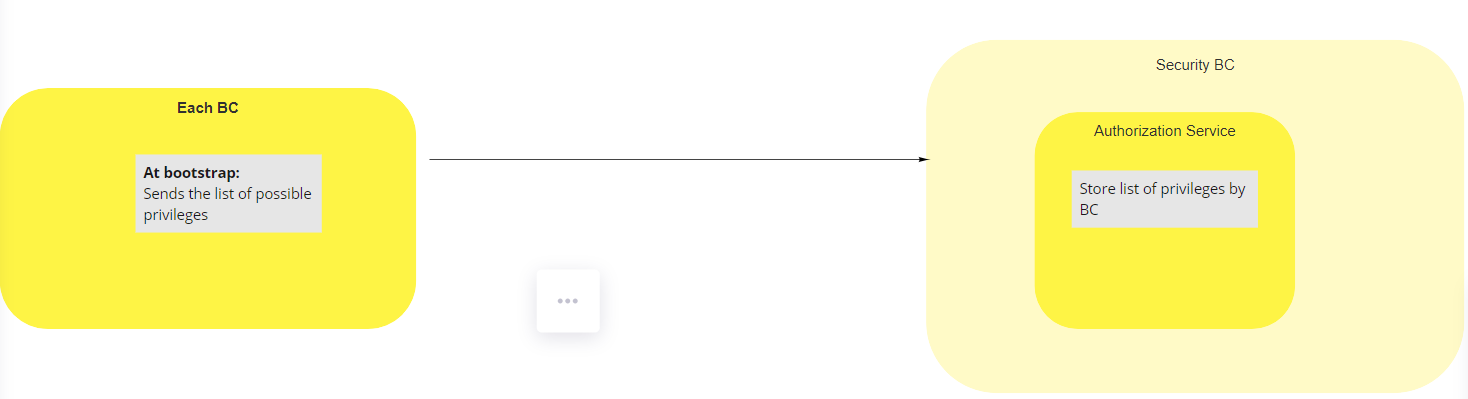 Each BC
At bootstrap:
Sends the list of possible
privileges
Security BC
Authorization Service
Store list of privileges by
BC